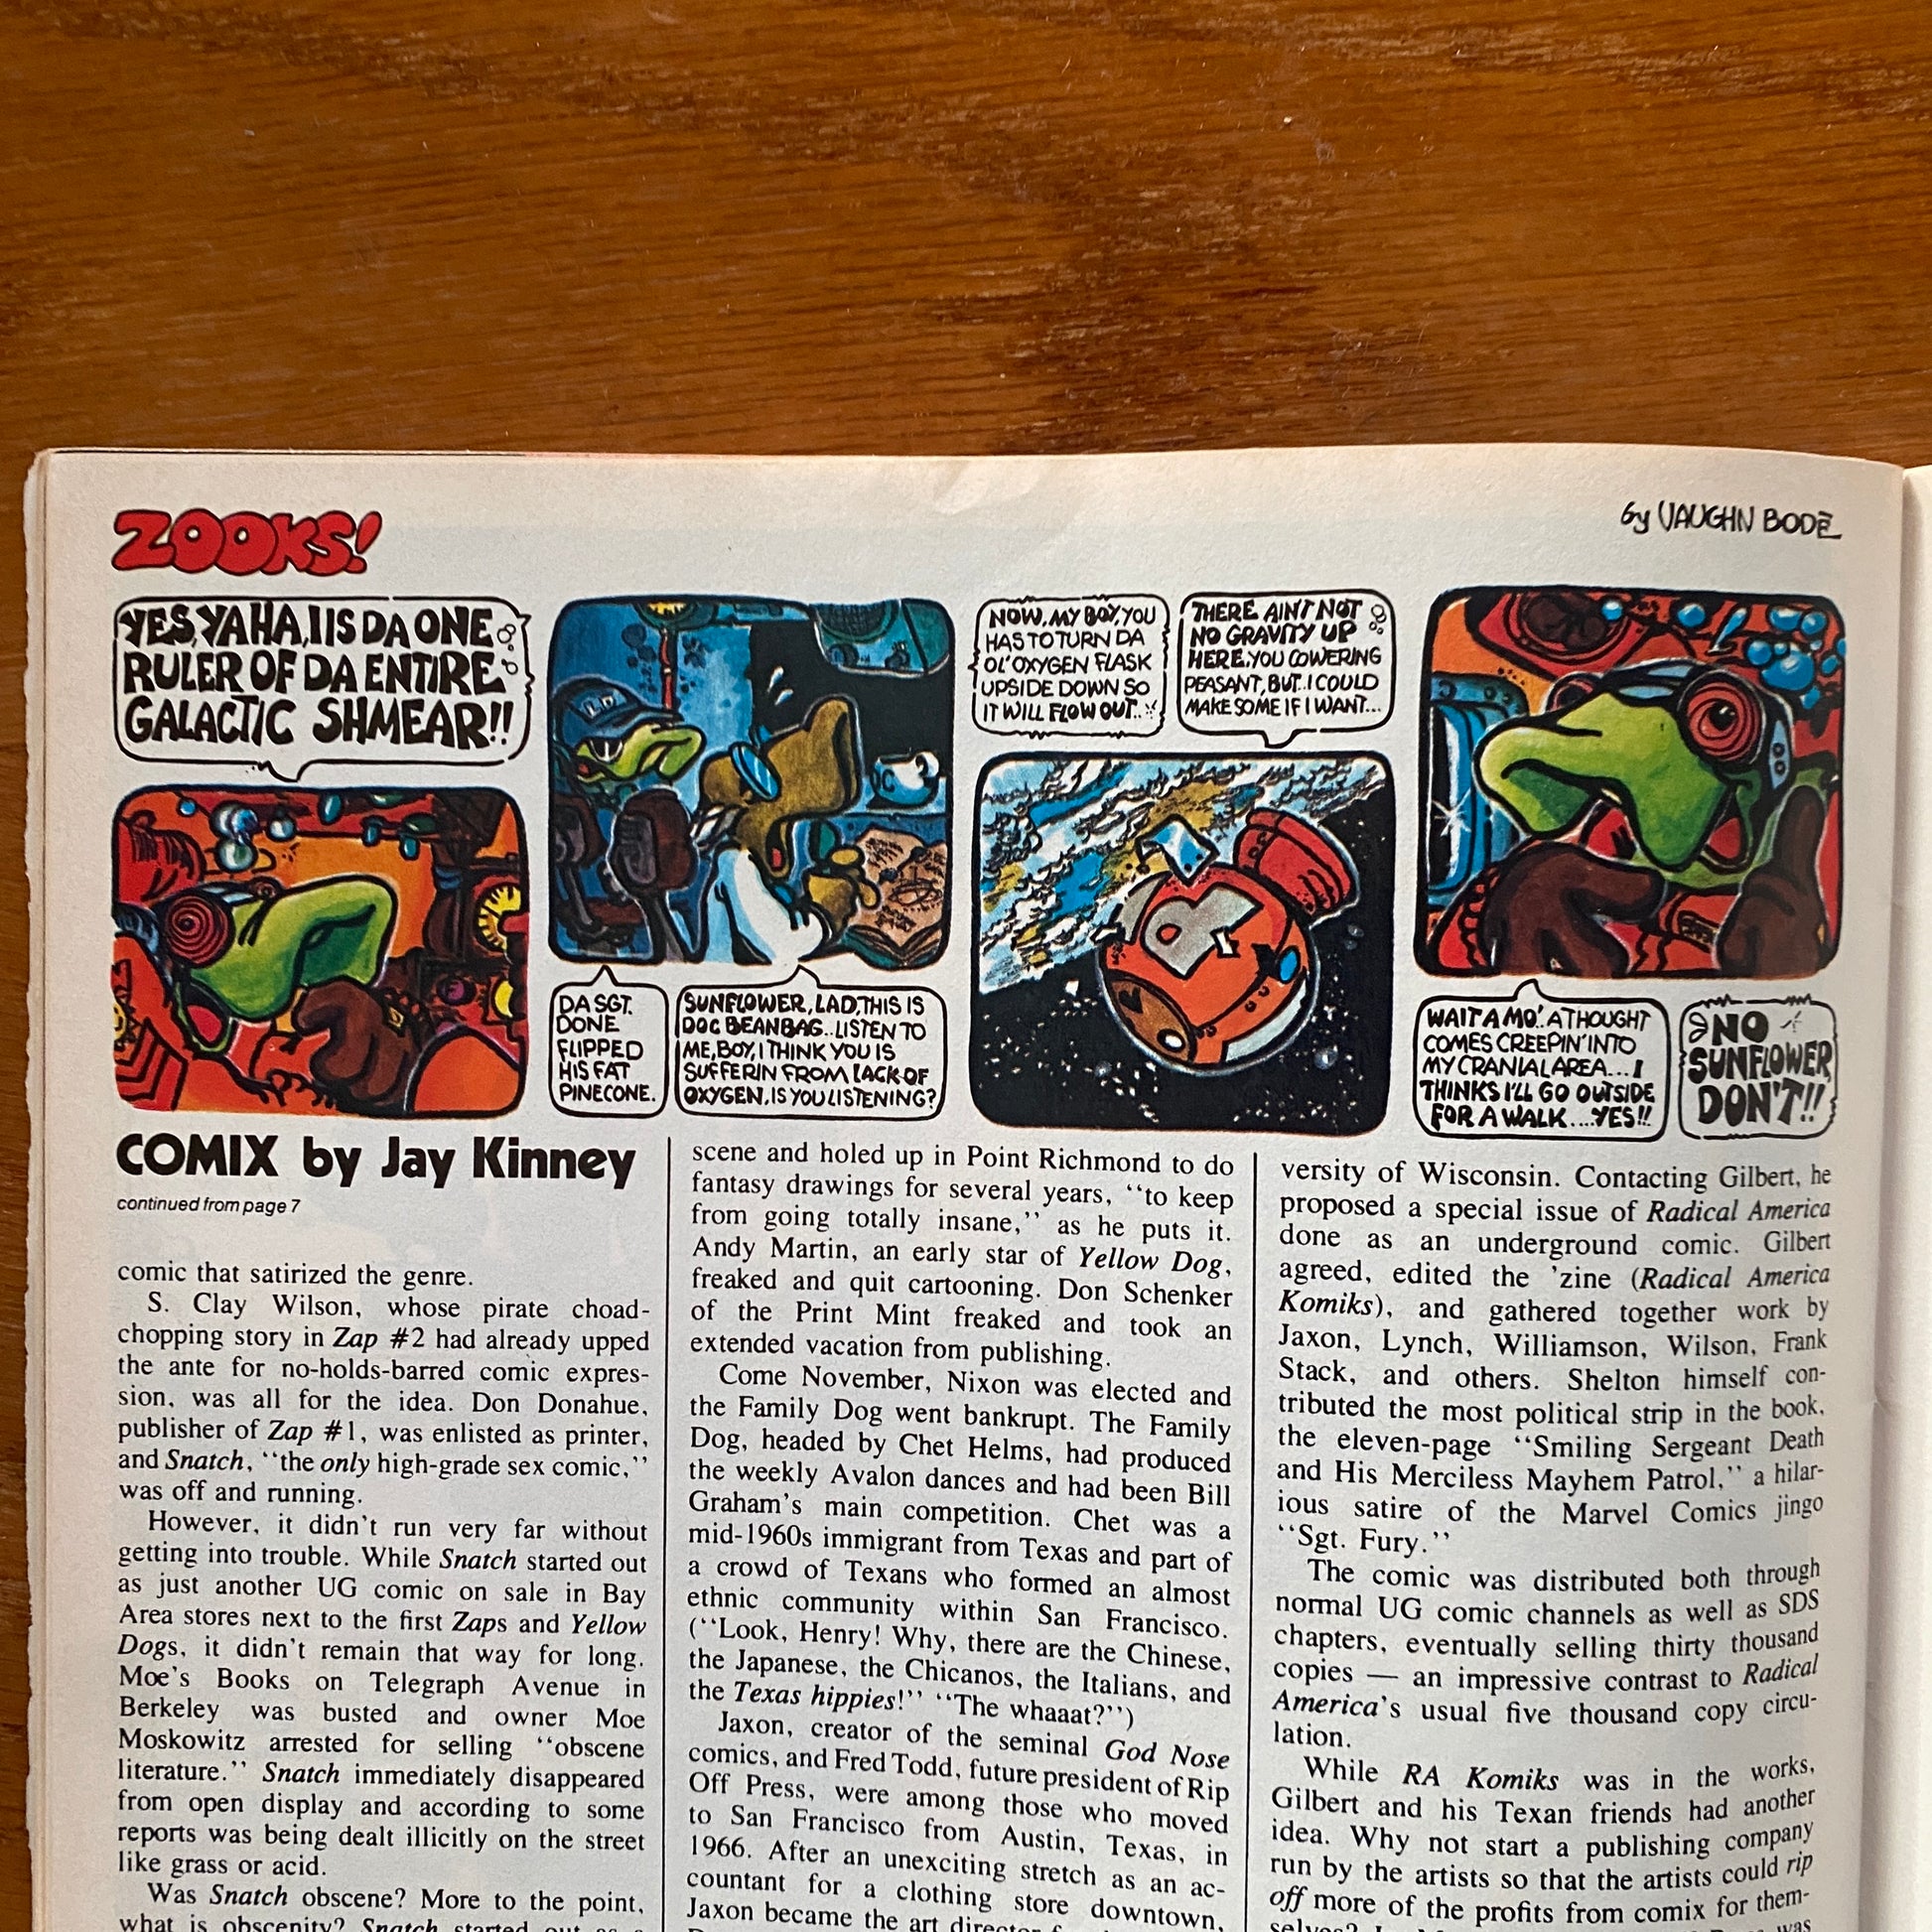 ZOOKS!
by VAUGHN BODĒ
YES, YAHA, I IS DA ONE
RULER OF DA ENTIRE
GALACTIC SHMEAR!!
DA SGT.
DONE
FLIPPED
HIS FAT
PINECONE.
SUNFLOWER, LAD, THIS IS
DOC BEANBAG.. LISTEN TO
ME, BOY, I THINK YOU IS
SUFFERIN FROM LACK OF
OXYGEN. IS YOU LISTENING?
NOW, MY BOY, YOU
HAS TO TURN DA
OL' OXYGEN FLASK
UPSIDE DOWN SO
IT WILL FLOW OUT..
THERE AINT NOT
NO GRAVITY UP
HERE, YOU COWERING
PEASANT, BUT.. I COULD
MAKE SOME IF I WANT...
R
WAIT A MO'.. A THOUGHT
COMES CREEPIN' INTO
MY CRANIAL AREA... I
THINKS I'LL GO OUTSIDE
FOR A WALK....YES!!
NO
SUNFLOWER,
DON'T!!
COMIX by Jay Kinney
continued from page 7
comic that satirized the genre.
S. Clay Wilson, whose pirate choad-
chopping story in Zap #2 had already upped
the ante for no-holds-barred comic expres-
sion, was all for the idea. Don Donahue,
publisher of Zap #1, was enlisted as printer,
and Snatch, "the only high-grade sex comic,"
was off and running.
However, it didn't run very far without
getting into trouble. While Snatch started out
as just another UG comic on sale in Bay
Area stores next to the first Zaps and Yellow
Dogs, it didn't remain that way for long.
Moe's Books on Telegraph Avenue in
Berkeley was busted and owner Moe
Moskowitz arrested for selling "obscene
literature." Snatch immediately disappeared
from open display and according to some
reports was being dealt illicitly on the street
like grass or acid.
Was Snatch obscene? More to the point,
what is obscenity? Snatch started out as a
scene and holed up in Point Richmond to do
fantasy drawings for several years, "to keep
from going totally insane," as he puts it.
Andy Martin, an early star of Yellow Dog,
freaked and quit cartooning. Don Schenker
of the Print Mint freaked and took an
extended vacation from publishing.
Come November, Nixon was elected and
the Family Dog went bankrupt. The Family
Dog, headed by Chet Helms, had produced
the weekly Avalon dances and had been Bill
Graham's main competition. Chet was a
mid-1960s immigrant from Texas and part of
a crowd of Texans who formed an almost
ethnic community within San Francisco.
("Look, Henry! Why, there are the Chinese,
the Japanese, the Chicanos, the Italians, and
the Texas hippies!" "The whaaat?")
Jaxon, creator of the seminal God Nose
comics, and Fred Todd, future president of Rip
Off Press, were among those who moved
to San Francisco from Austin, Texas, in
1966. After an unexciting stretch as an ac-
countant for a clothing store downtown,
Jaxon became the art director
versity of Wisconsin. Contacting Gilbert, he
proposed a special issue of Radical America
done as an underground comic. Gilbert
agreed, edited the 'zine (Radical America
Komiks), and gathered together work by
Jaxon, Lynch, Williamson, Wilson, Frank
Stack, and others. Shelton himself con-
tributed the most political strip in the book,
the eleven-page "Smiling Sergeant Death
and His Merciless Mayhem Patrol," a hilar-
ious satire of the Marvel Comics jingo
"Sgt. Fury."
The comic was distributed both through
normal UG comic channels as well as SDS
chapters, eventually selling thirty thousand
copies — an impressive contrast to Radical
America's usual five thousand copy circu-
lation.
While RA Komiks was in the works,
Gilbert and his Texan friends had another
idea. Why not start a publishing company
run by the artists so that the artists could rip
off more of the profits from comix for them-
selves?